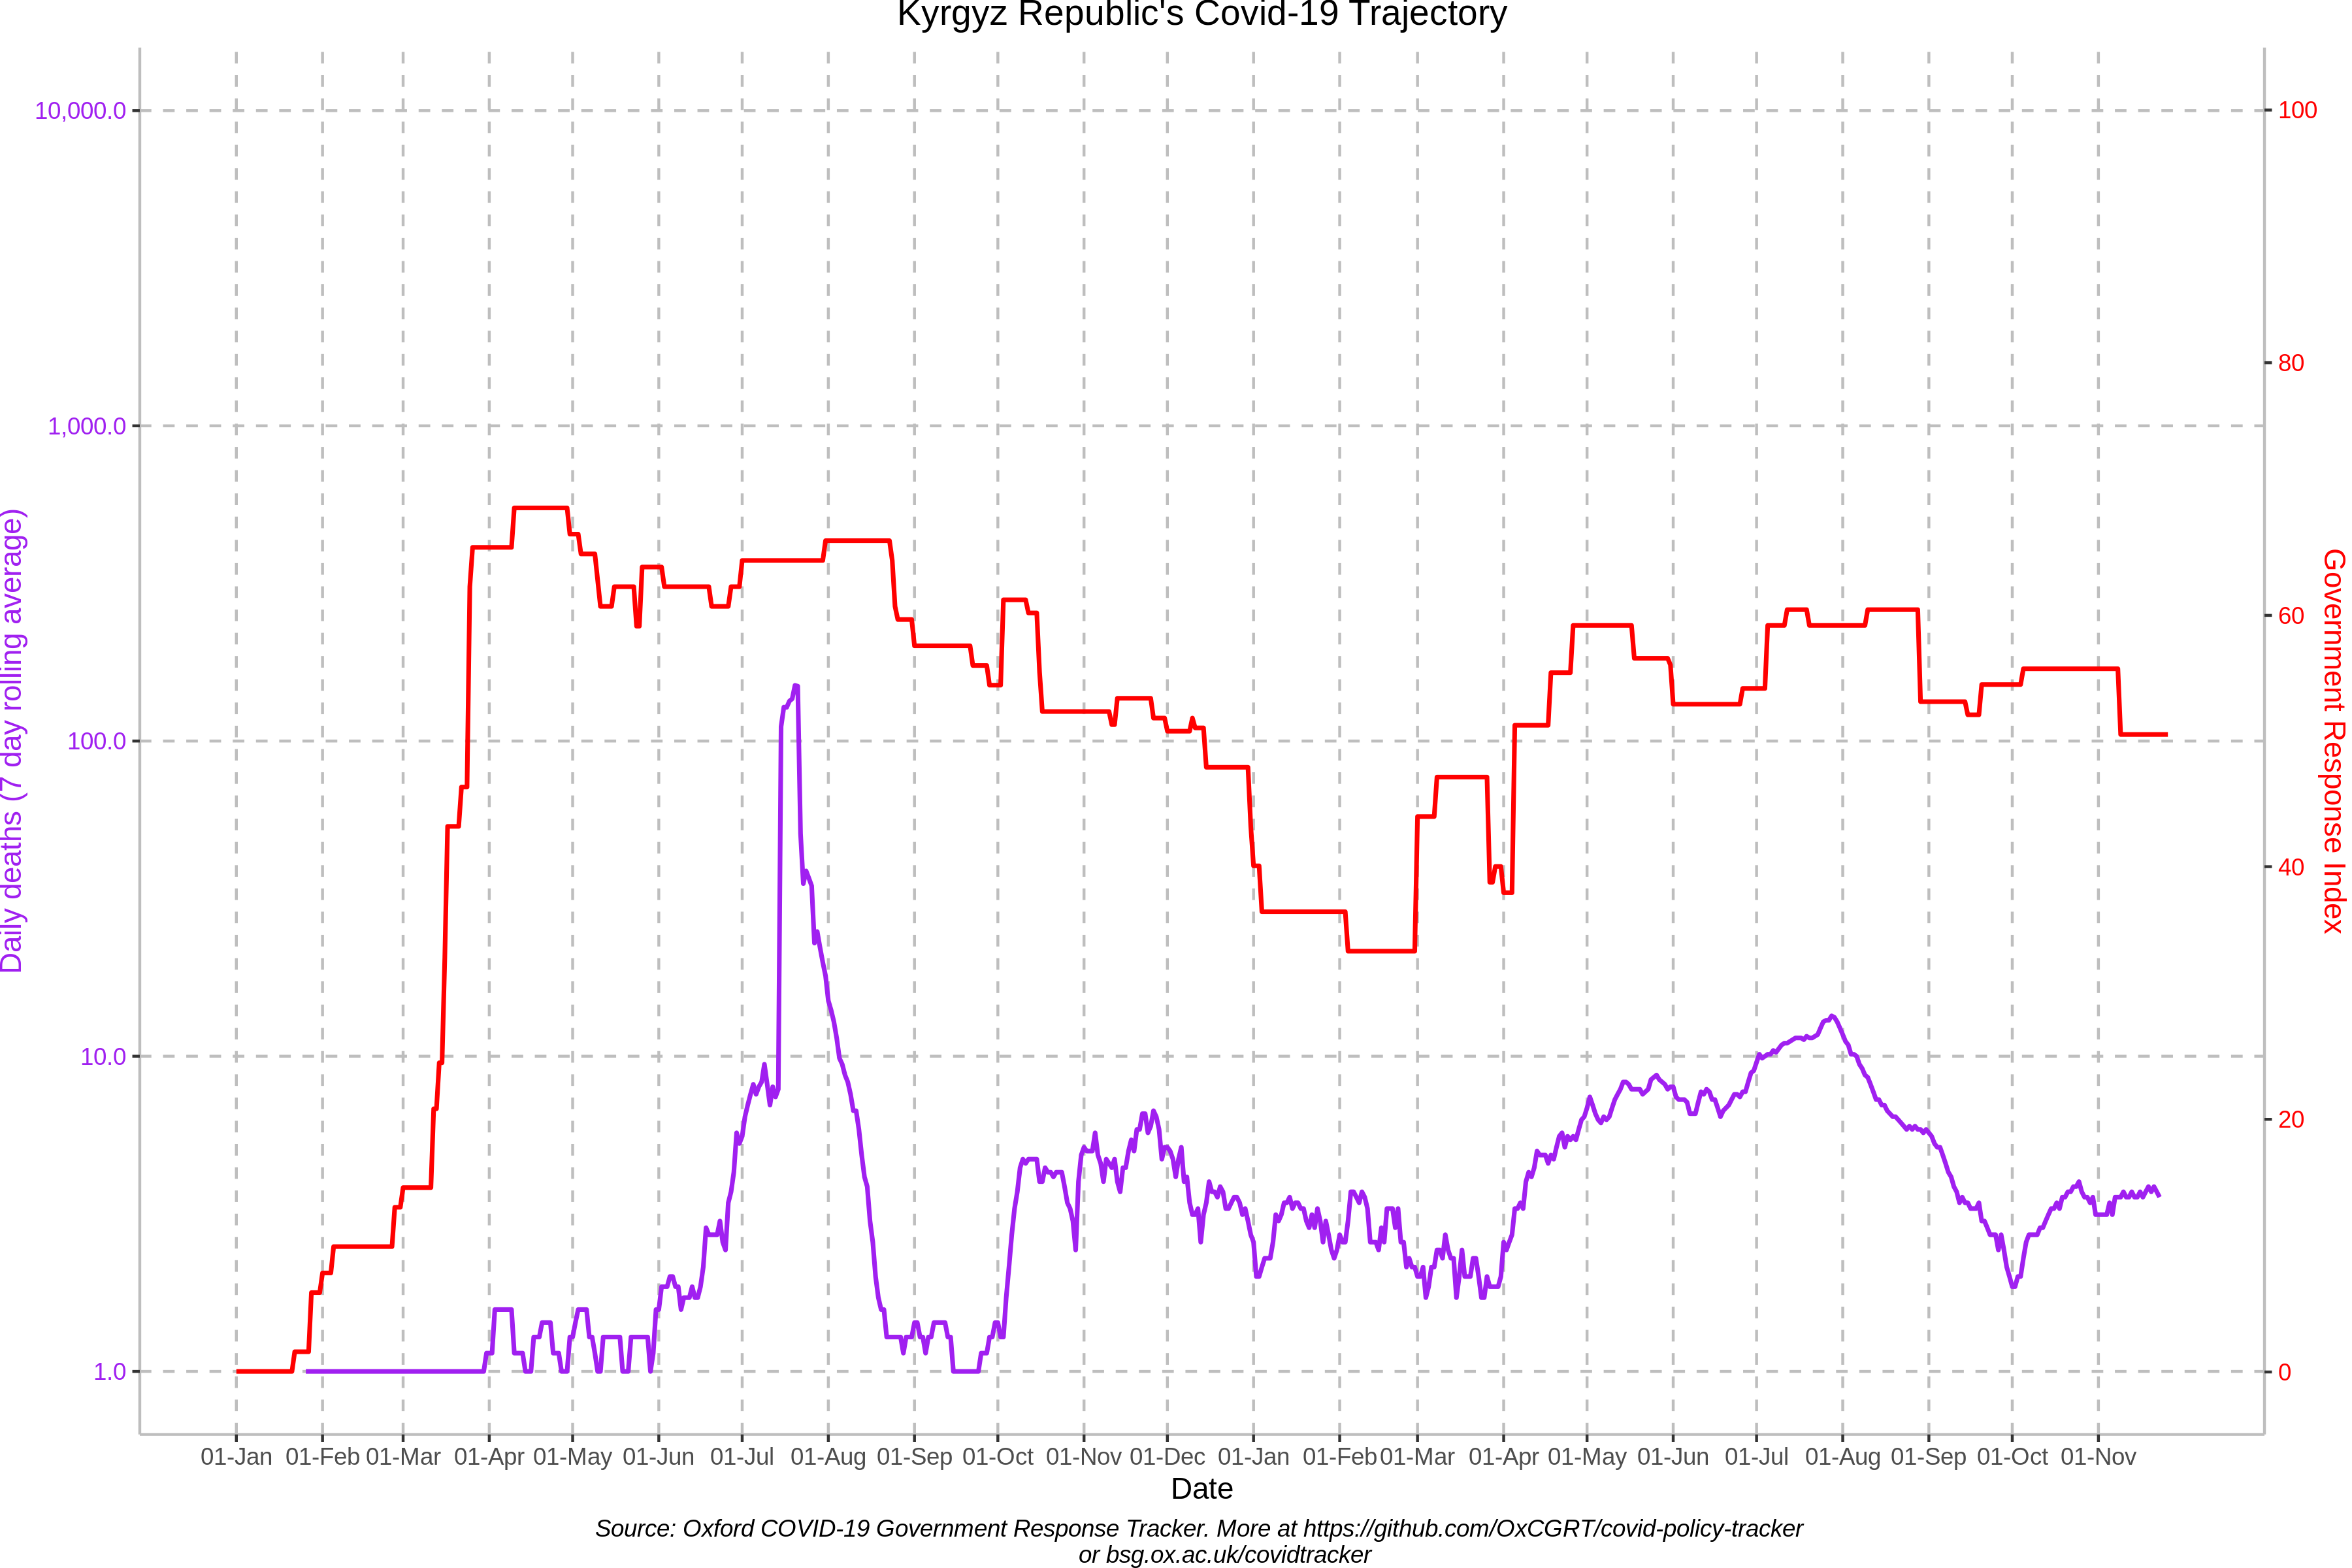 Kyrgyz Republic's Covid-19 Trajectory
10,000.0
1,000.0
100.0
10.0
1.0
Daily deaths (7 day rolling average)
100
80
60
40
20
0
Government Response Index
01-Jan 01-Feb 01-Mar 01-Apr 01-May 01-Jun 01-Jul 01-Aug 01-Sep 01-Oct 01-Nov 01-Dec 01-Jan 01-Feb 01-Mar 01-Apr 01-May 01-Jun 01-Jul 01-Aug 01-Sep 01-Oct 01-Nov
Date
Source: Oxford COVID-19 Government Response Tracker. More at https://github.com/OxCGRT/covid-policy-tracker
or bsg.ox.ac.uk/covidtracker